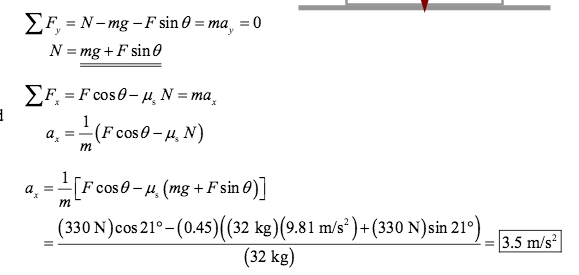 ∑F_y = N − mg − F sin θ = ma_y = 0
N = mg + F sin θ
∑F_x = F cos θ − μ_s N = ma_x
a_x = 1/m (F cos θ − μ_s N)
a_x = 1/m [F cos θ − μ_s (mg + F sin θ)]
= (330 N) cos 21° − (0.45)((32 kg)(9.81 m/s²) + (330 N) sin 21°) / (32 kg) = 3.5 m/s²